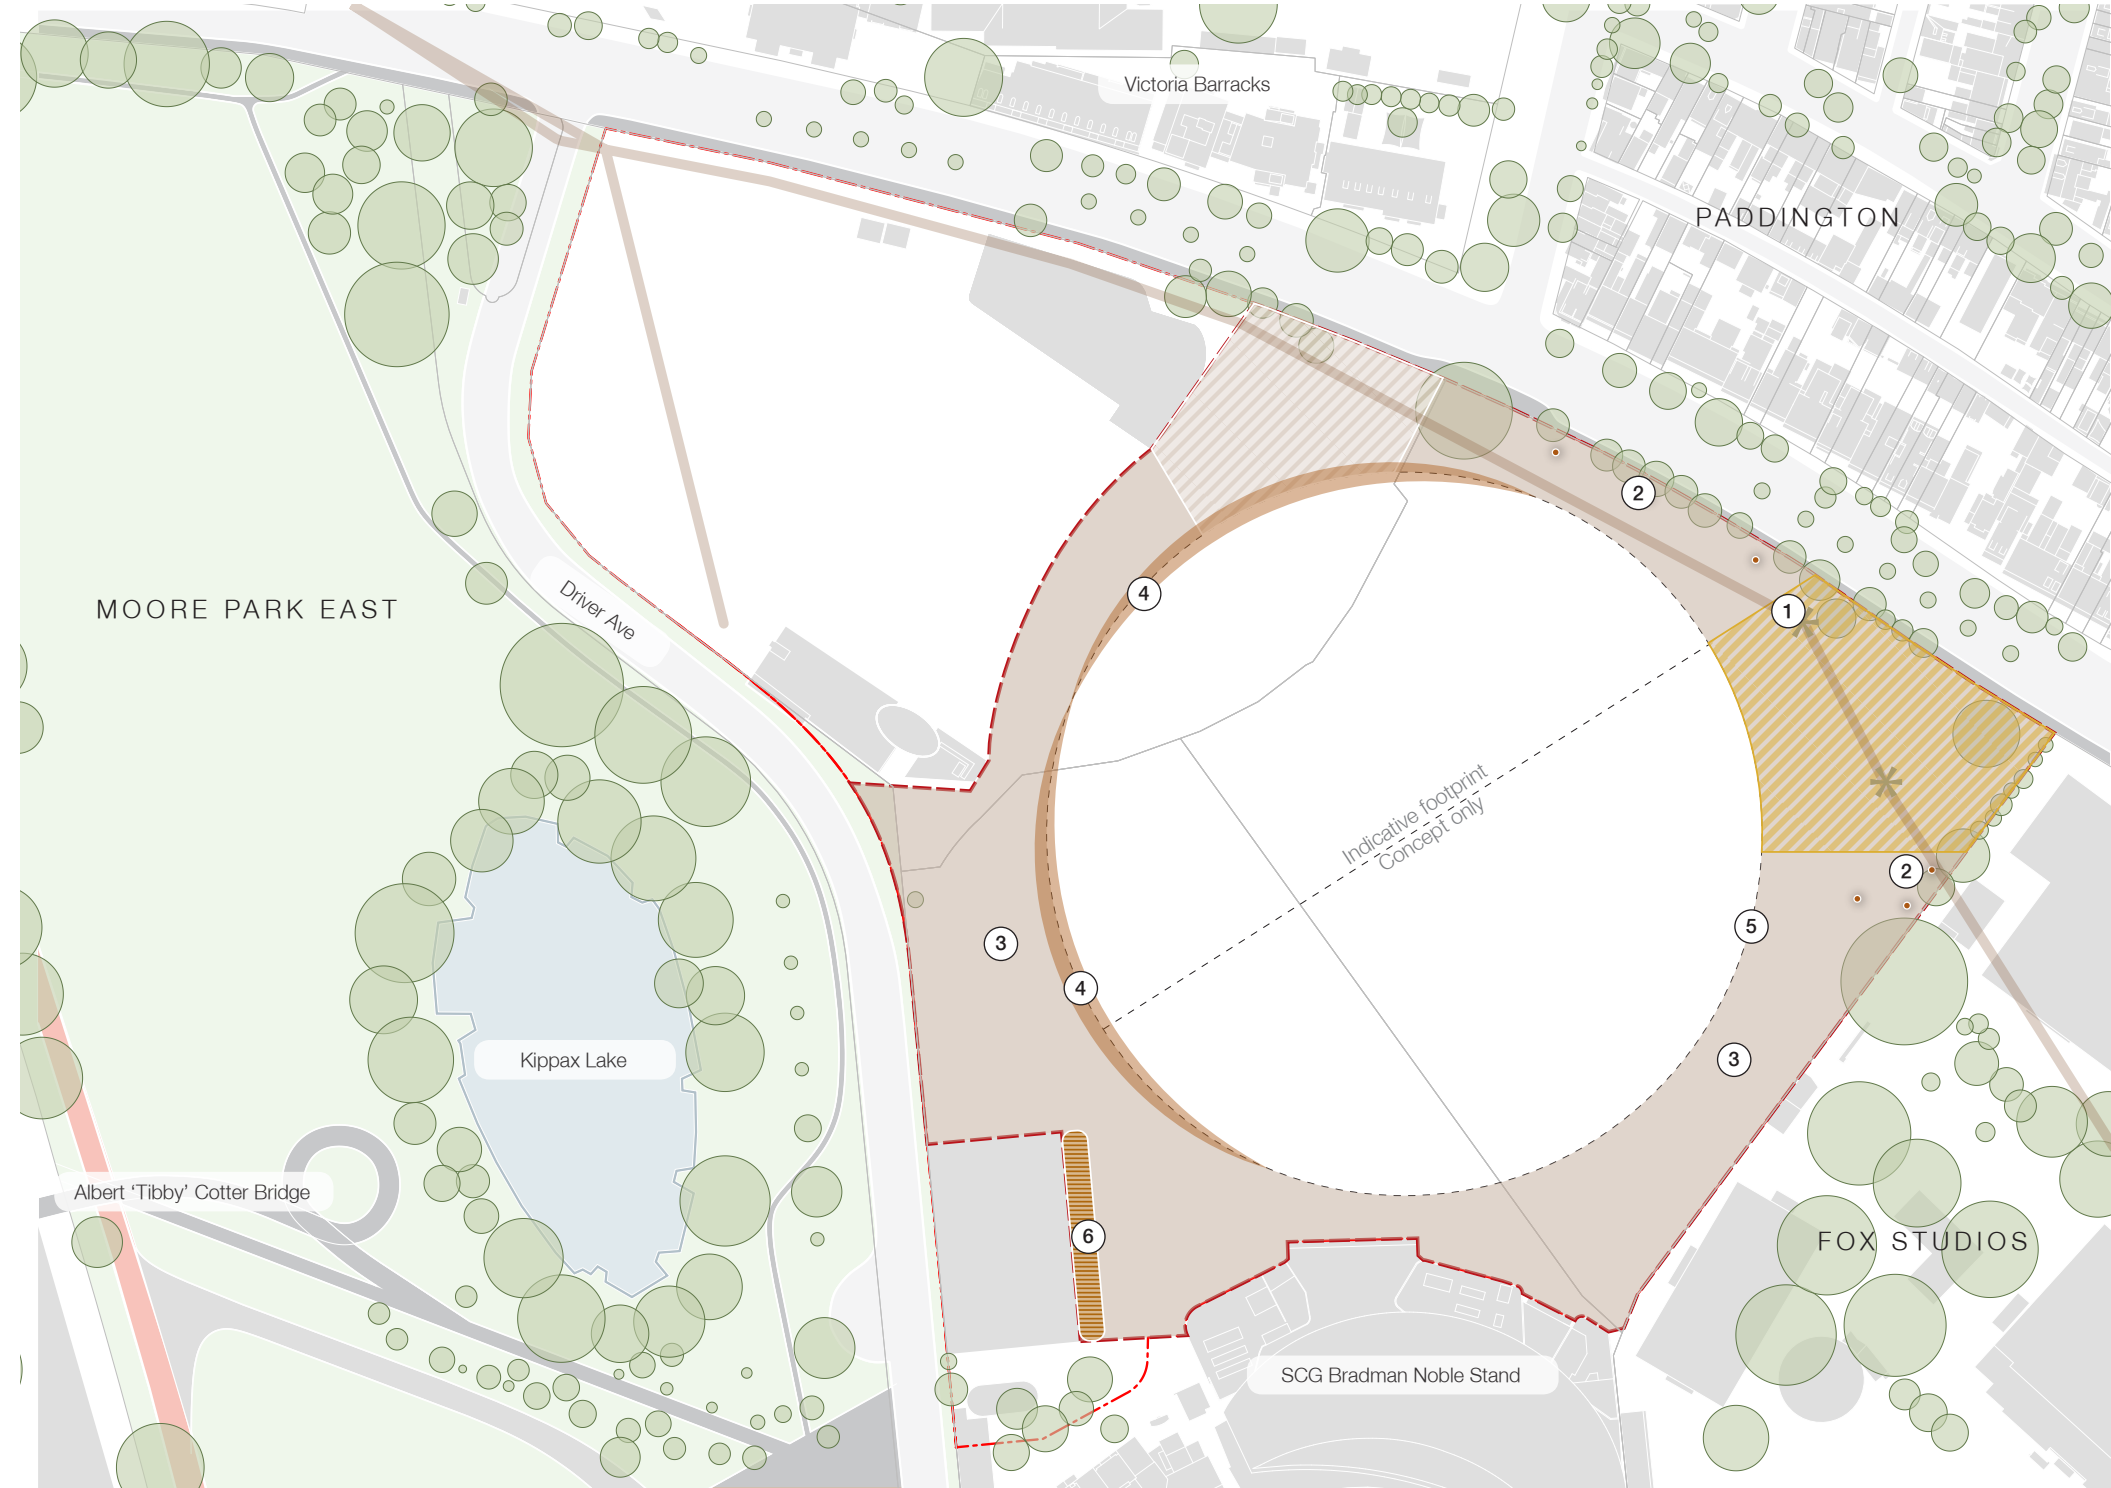 Victoria Barracks
PADDINGTON
2
4
Driver Ave
MOORE PARK EAST
1
Indicative footprint
Concept only
2
5
3
4
3
Kippax Lake
Albert ‘Tibby’ Cotter Bridge
6
FOX STUDIOS
SCG Bradman Noble Stand